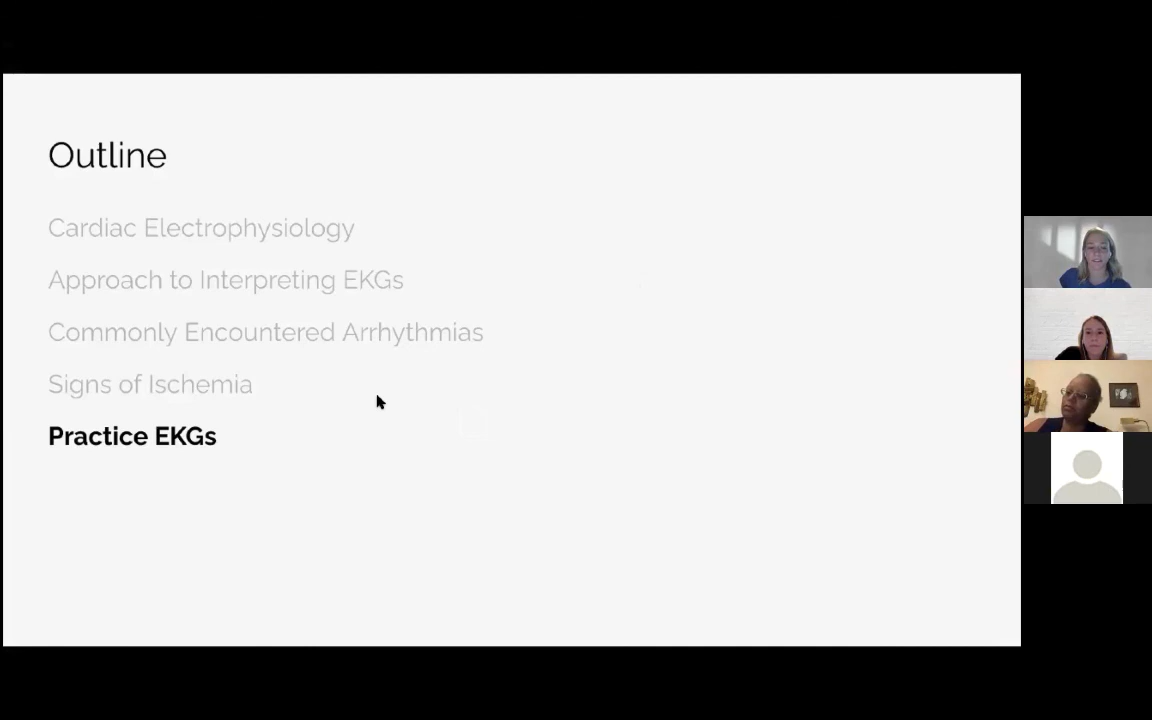 Outline
Cardiac Electrophysiology
Approach to Interpreting EKGs
Commonly Encountered Arrhythmias
Signs of Ischemia
Practice EKGs